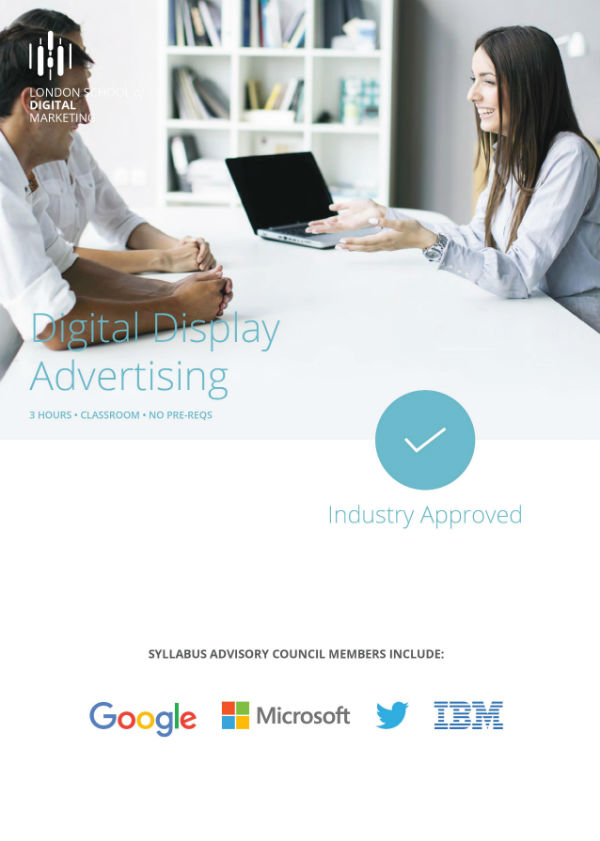 LONDON SCHOOL OF
DIGITAL
MARKETING
Digital Display
Advertising
3 HOURS • CLASSROOM • NO PRE-REQS
Industry Approved
SYLLABUS ADVISORY COUNCIL MEMBERS INCLUDE:
Google
Microsoft
IBM